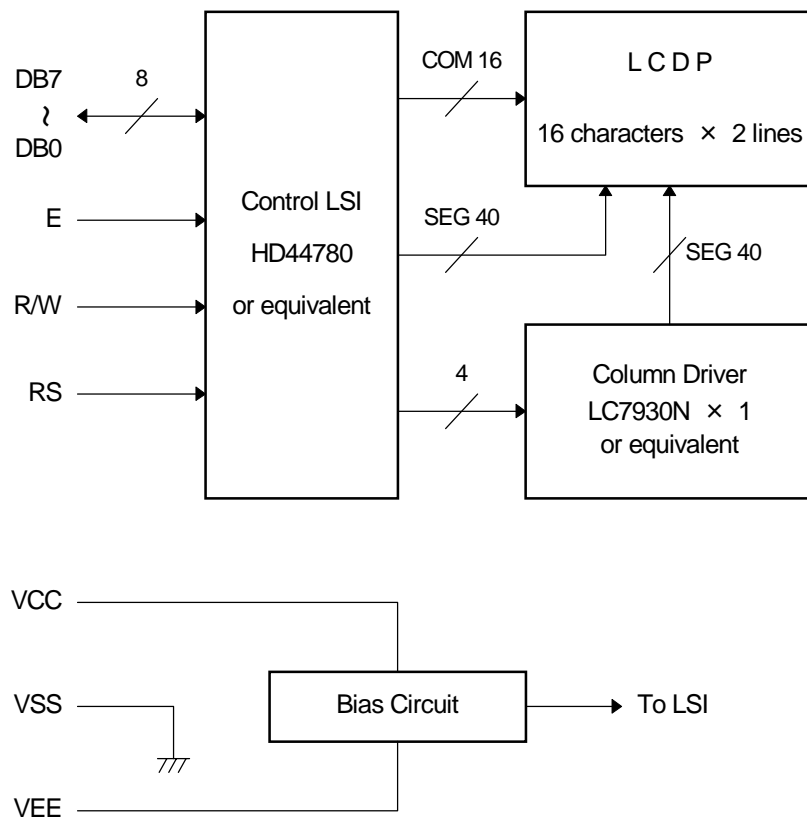 DB7
~
DB0
8
E
R/W
RS
Control LSI
HD44780
or equivalent
COM 16
SEG 40
4
L C D P
16 characters × 2 lines
SEG 40
Column Driver
LC7930N × 1
or equivalent
VCC
VSS
VEE
Bias Circuit
To LSI